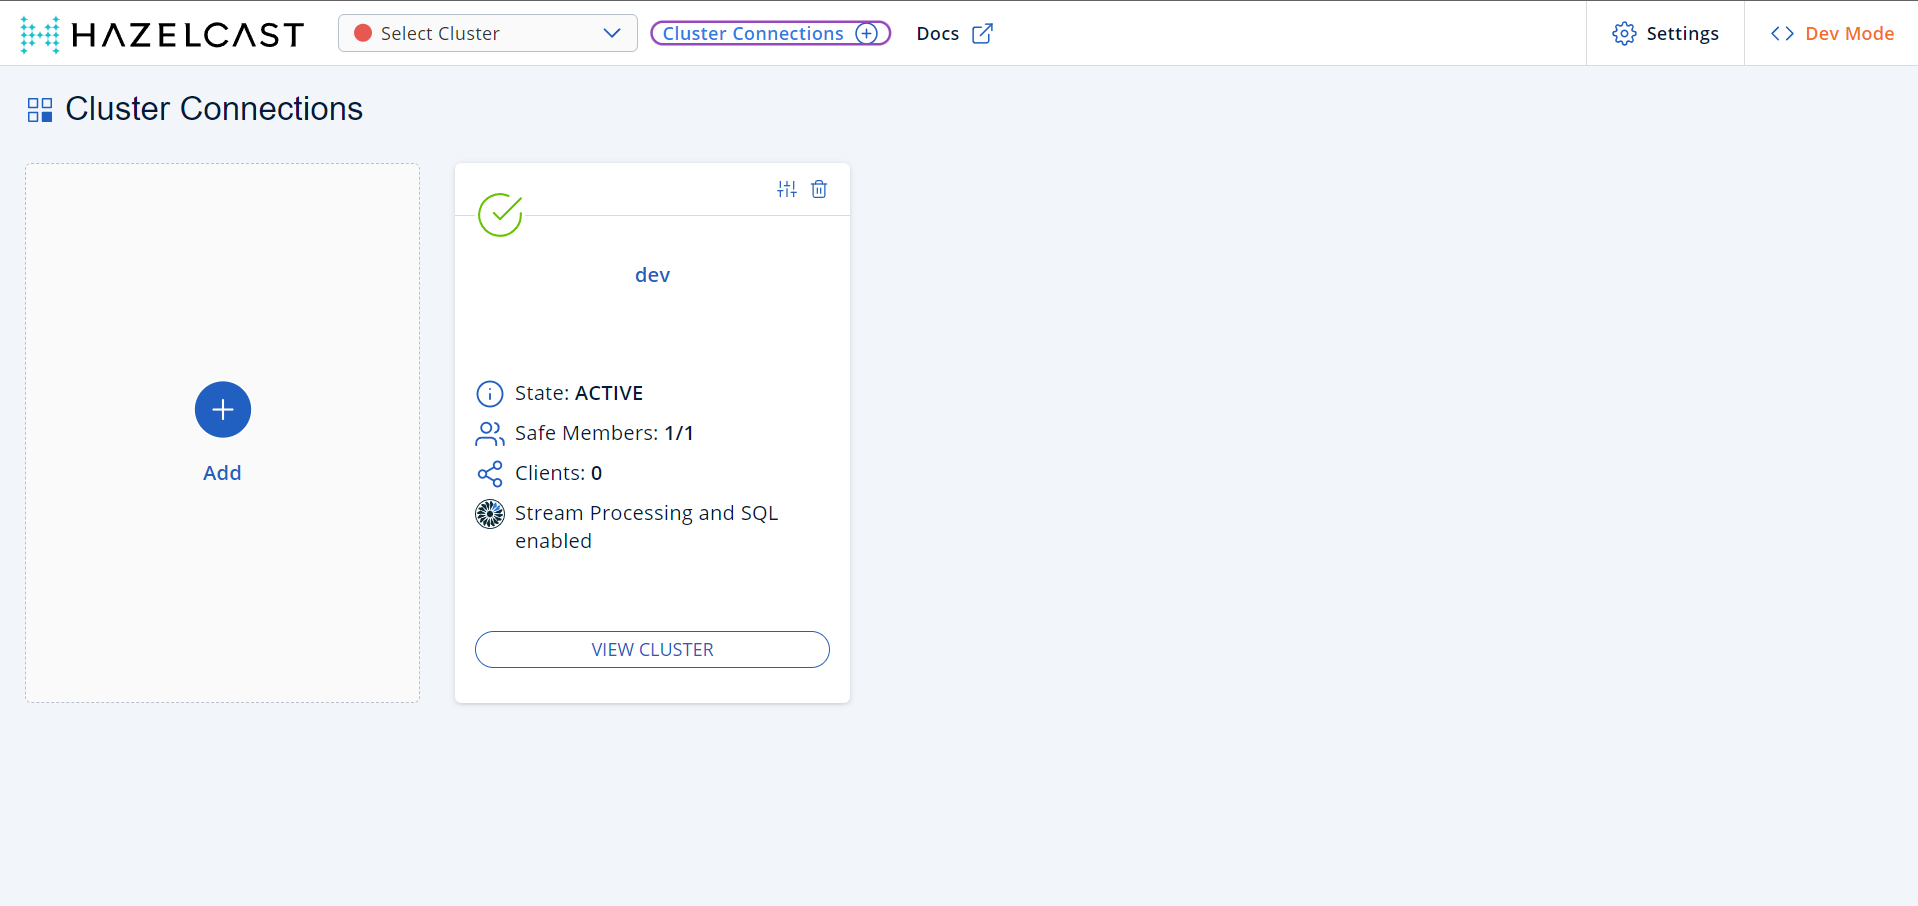 HAZELCAST
Select Cluster
Cluster Connections
Docs
Settings
Dev Mode
Cluster Connections
Add
dev
State: ACTIVE
Safe Members: 1/1
Clients: 0
Stream Processing and SQL
enabled
VIEW CLUSTER